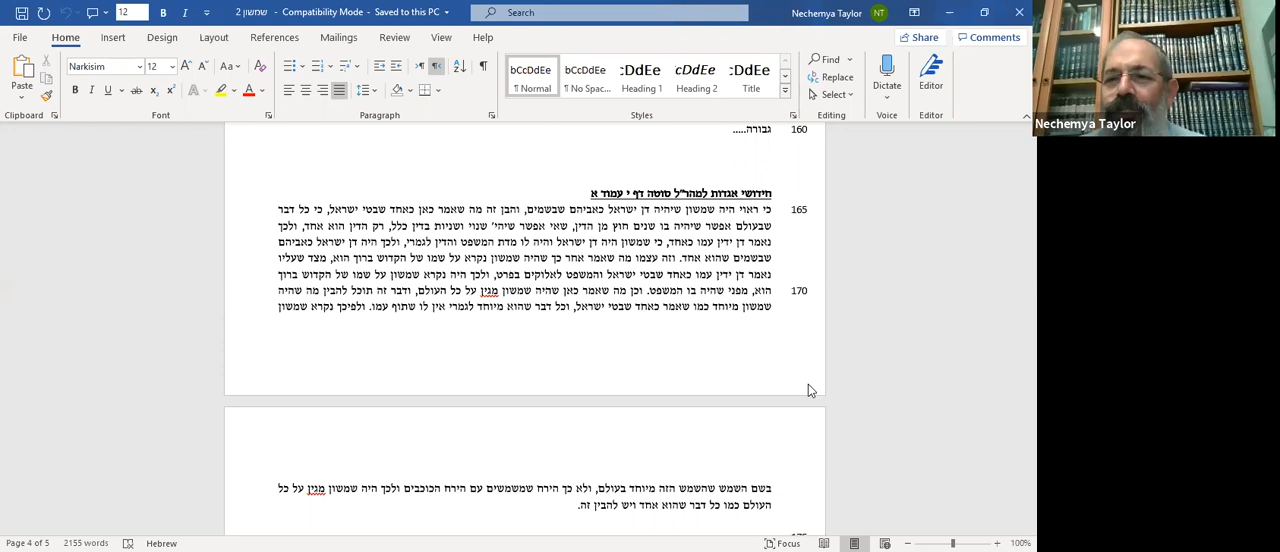 12
שמשון 2 - Compatibility Mode - Saved to this PC
Search
Nechemya Taylor NT
File Home Insert Design Layout References Mailings Review View Help Share Comments
Paste Narkisim 12 Aa Find Replace Select Dictate Editor
bCcDdEe bCcDdEe :DdEe cDdEe :DdEe
¶ Normal ¶ No Spac... Heading 1 Heading 2 Title
Clipboard Font Paragraph Styles Editing Voice Editor
Nechemya Taylor
160 גבורה.....
חידושי אגדות למהר"ל סוטה דף י עמוד א
165 כי ראוי היה שמשון שיהיה דן ישראל כאביהם שבשמים, והבן זה מה שאמר כאן כאחד שבטי ישראל, כי כל דבר
שבעולם אפשר שיהיה בו שנים חוץ מן הדין, שאי אפשר שיהי' שנוי ושניות בדין כלל, רק הדין הוא אחד, ולכך
נאמר דן ידין עמו כאחד, כי שמשון היה דן ישראל והיה לו מדת המשפט והדין לגמרי, ולכך היה דן ישראל כאביהם
שבשמים שהוא אחד. וזה עצמו מה שאמר אחר כך שהיה שמשון נקרא על שמו של הקדוש ברוך הוא, מצד שעליו
נאמר דן ידין עמו כאחד שבטי ישראל והמשפט לאלוקים בפרט, ולכך היה נקרא שמשון על שמו של הקדוש ברוך
170 הוא, מפני שהיה בו המשפט. וכן מה שאמר כאן שהיה שמשון מגין על כל העולם, ודבר זה תוכל להבין מה שהיה
שמשון מיוחד כמו שאמר כאחד שבטי ישראל, וכל דבר שהוא מיוחד לגמרי אין לו שתוף עמו. ולפיכך נקרא שמשון
בשם השמש שהשמש הזה מיוחד בעולם, ולא כך הירח שמשמשים עם הירח הכוכבים ולכך היה שמשון מגין על כל
העולם כמו כל דבר שהוא אחד ויש להבין זה.
Page 4 of 5 2155 words Hebrew Focus 100%